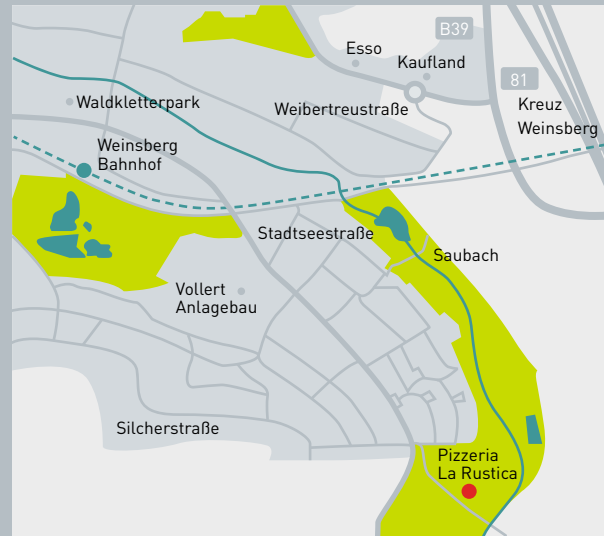 B39
Esso
Kaufland
81
Waldkletterpark
Weibertreustraße
Kreuz
Weinsberg
Weinsberg
Bahnhof
Stadtseestraße
Saubach
Vollert
Anlagebau
Silcherstraße
Pizzeria
La Rustica